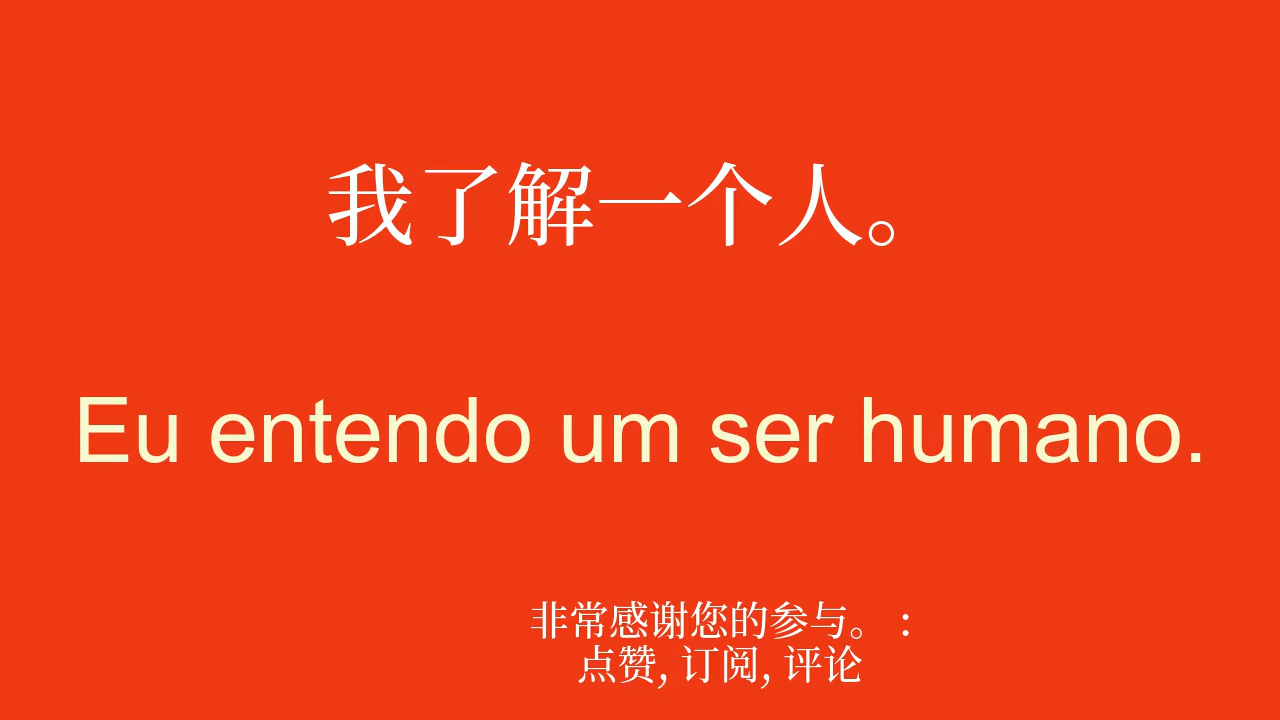 我了解一个人。
Eu entendo um ser humano.
非常感谢您的参与。 :
点赞, 订阅, 评论